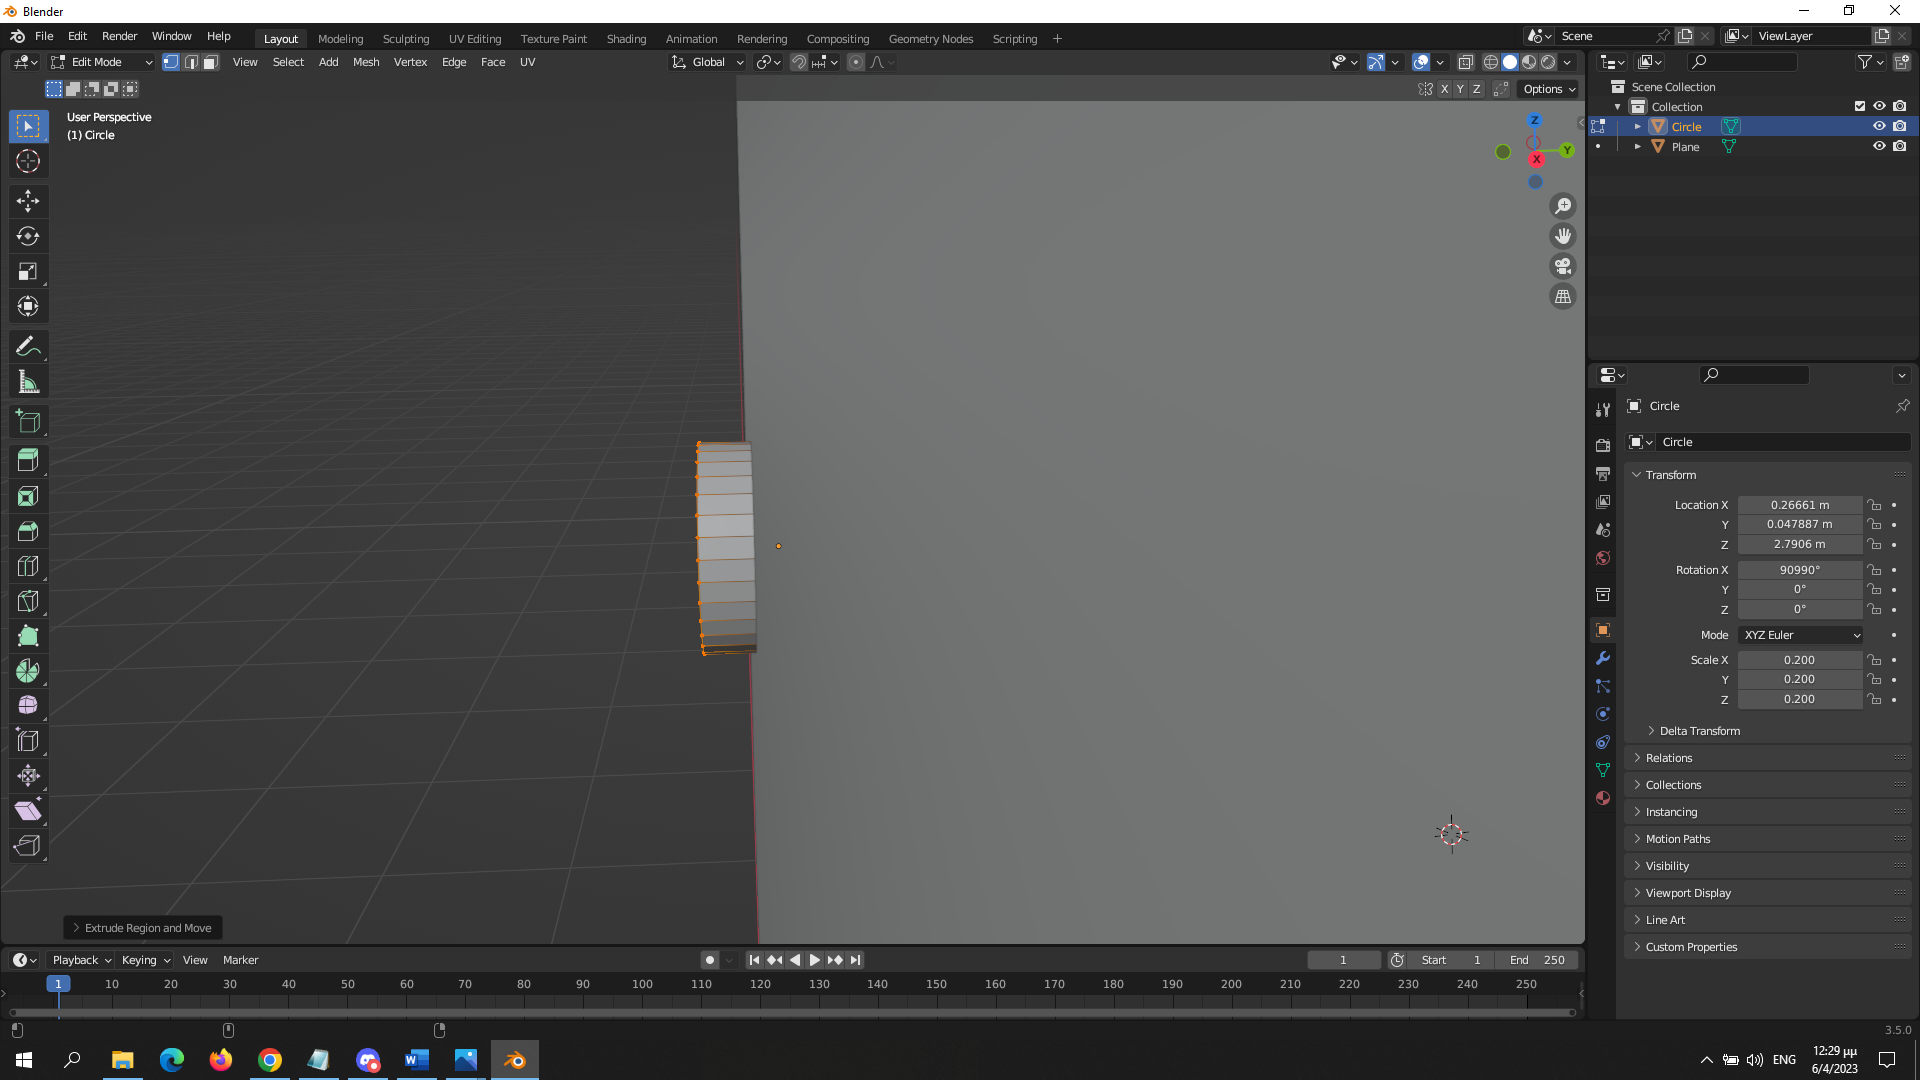 Blender
File Edit Render Window Help
Layout Modeling Sculpting UV Editing Texture Paint Shading Animation Rendering Compositing Geometry Nodes Scripting +
Scene
ViewLayer
Edit Mode
View Select Add Mesh Vertex Edge Face UV
Global
X Y Z
Options
User Perspective
(1) Circle
Z
Y
X
Extrude Region and Move
Scene Collection
Collection
Circle
Plane
Circle
Circle
Transform
Location X 0.26661 m
Y 0.047887 m
Z 2.7906 m
Rotation X 90990°
Y 0°
Z 0°
Mode XYZ Euler
Scale X 0.200
Y 0.200
Z 0.200
Delta Transform
Relations
Collections
Instancing
Motion Paths
Visibility
Viewport Display
Line Art
Custom Properties
Playback Keying View Marker
1 Start 1 End 250
1 10 20 30 40 50 60 70 80 90 100 110 120 130 140 150 160 170 180 190 200 210 220 230 240 250
3.5.0
ENG
12:29 μμ
6/4/2023